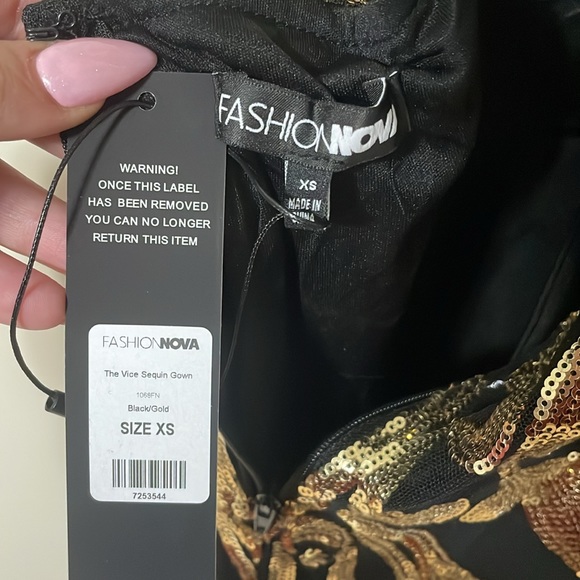 FASHIONNOVA
XS
MADE IN
CHINA
WARNING!
ONCE THIS LABEL
HAS BEEN REMOVED
YOU CAN NO LONGER
RETURN THIS ITEM
FASHIONNOVA
The Vice Sequin Gown
1068FN
Black/Gold
SIZE XS
7253544